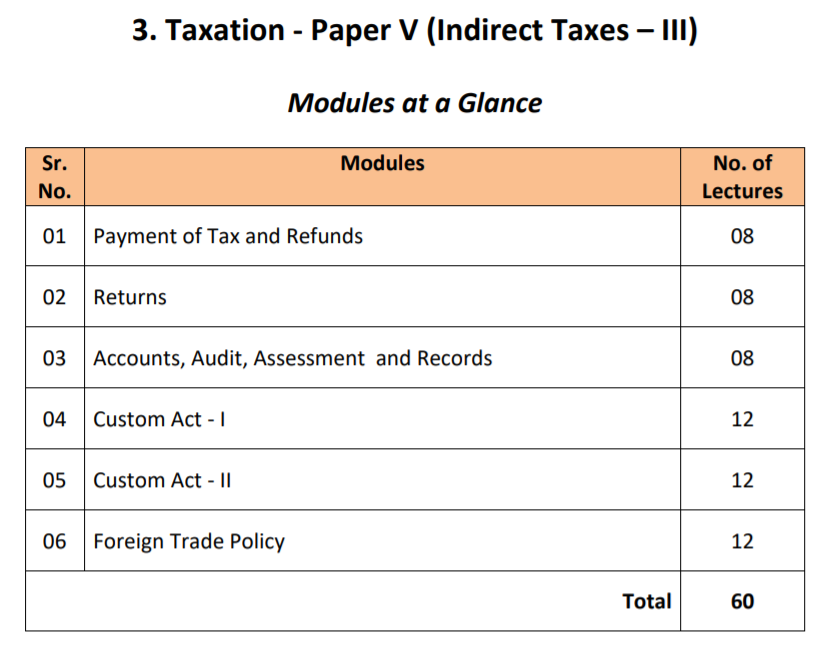 3. Taxation - Paper V (Indirect Taxes – III)
Modules at a Glance
Sr. No. Modules No. of Lectures
01 Payment of Tax and Refunds 08
02 Returns 08
03 Accounts, Audit, Assessment and Records 08
04 Custom Act - I 12
05 Custom Act - II 12
06 Foreign Trade Policy 12
Total 60